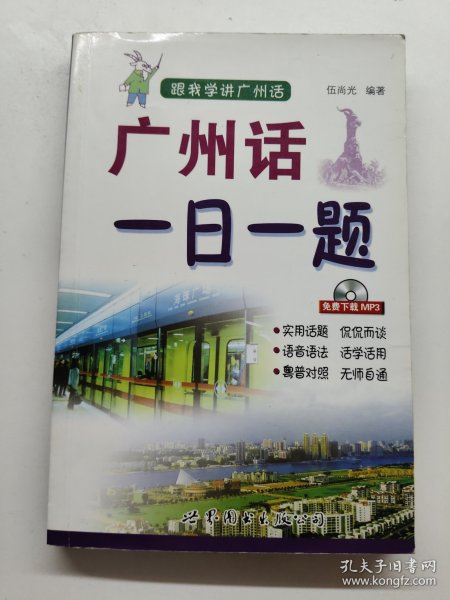 跟我学讲广州话
伍尚光 编著
广州话
一日一题
免费下载 MP3
• 实用话题 侃侃而谈
• 语音语法 活学活用
• 粤普对照 无师自通
世界图书出版公司
孔夫子旧书网
www.kongfz.com